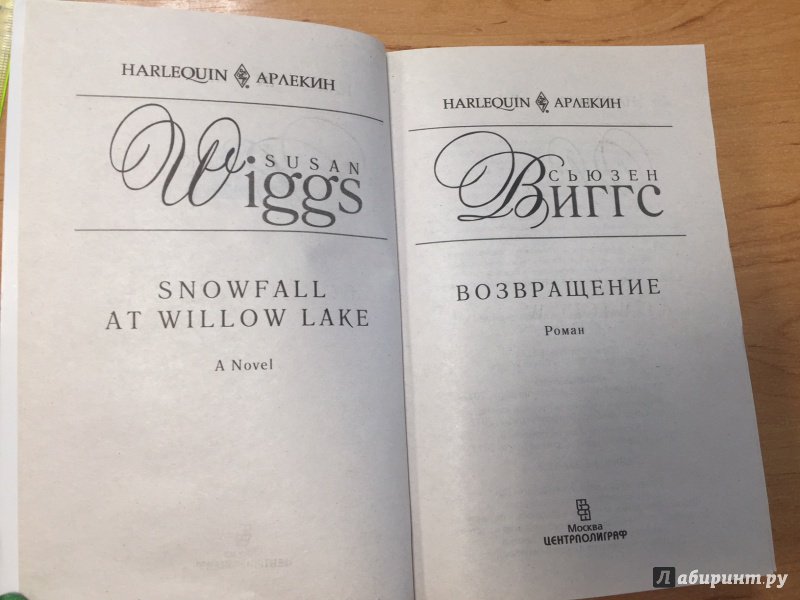 HARLEQUIN АРЛЕКИН
SUSAN
Wiggs
SNOWFALL
AT WILLOW LAKE
A Novel
HARLEQUIN АРЛЕКИН
СЬЮЗЕН
ВИГГС
ВОЗВРАЩЕНИЕ
Роман
Москва
ЦЕНТРПОЛИГРАФ
Лабиринт.ру